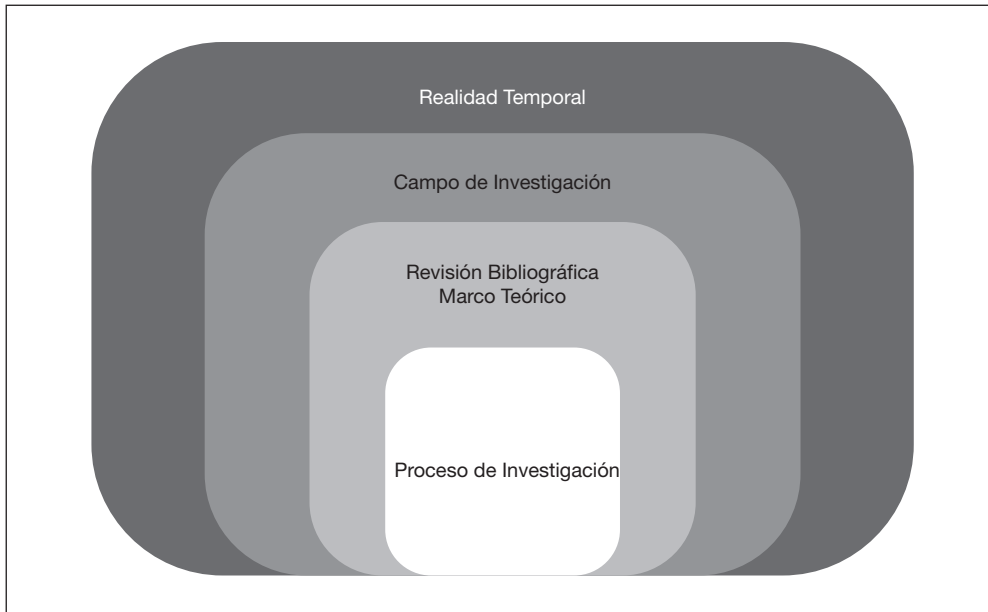 Realidad Temporal
Campo de Investigación
Revisión Bibliográfica
Marco Teórico
Proceso de Investigación